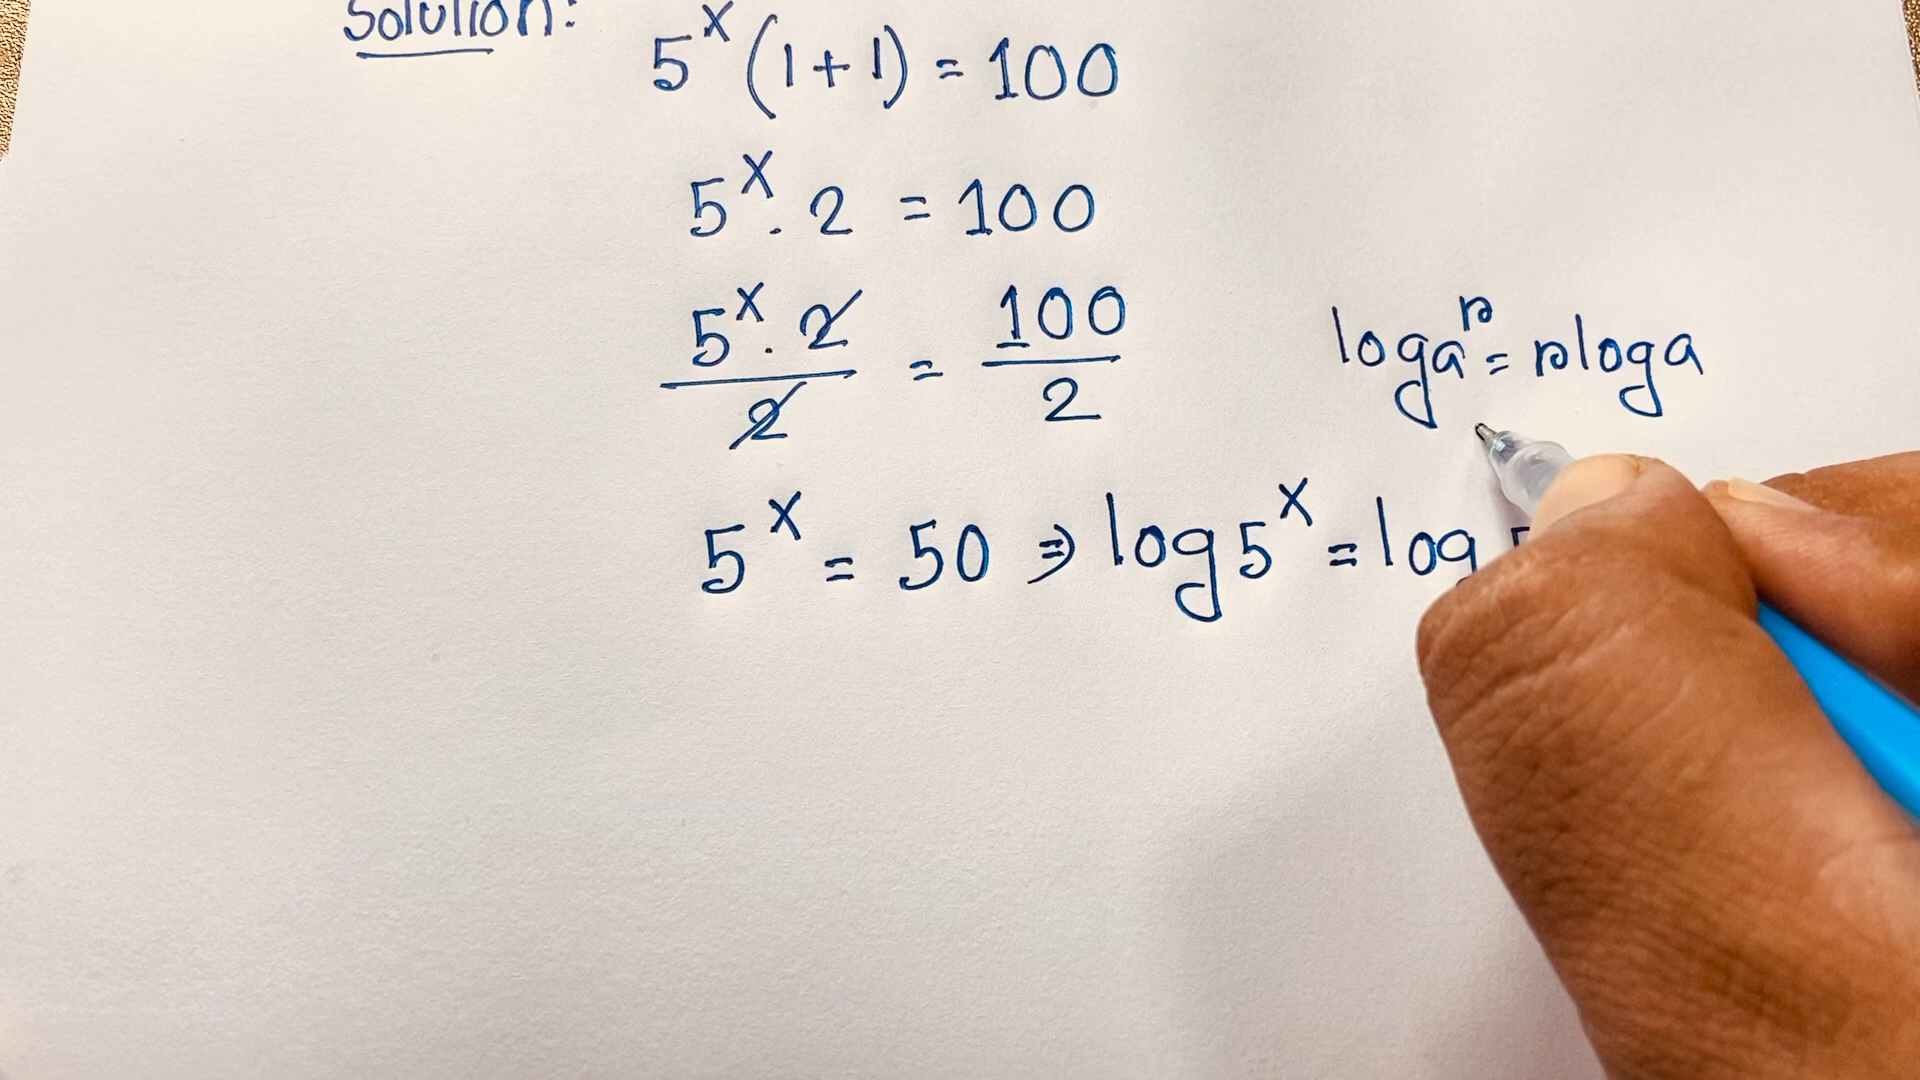 Solution:
5^x (1+1) = 100
5^x . 2 = 100
5^x . 2 / 2 = 100 / 2
log a^n = n log a
5^x = 50 ⇒ log 5^x = log